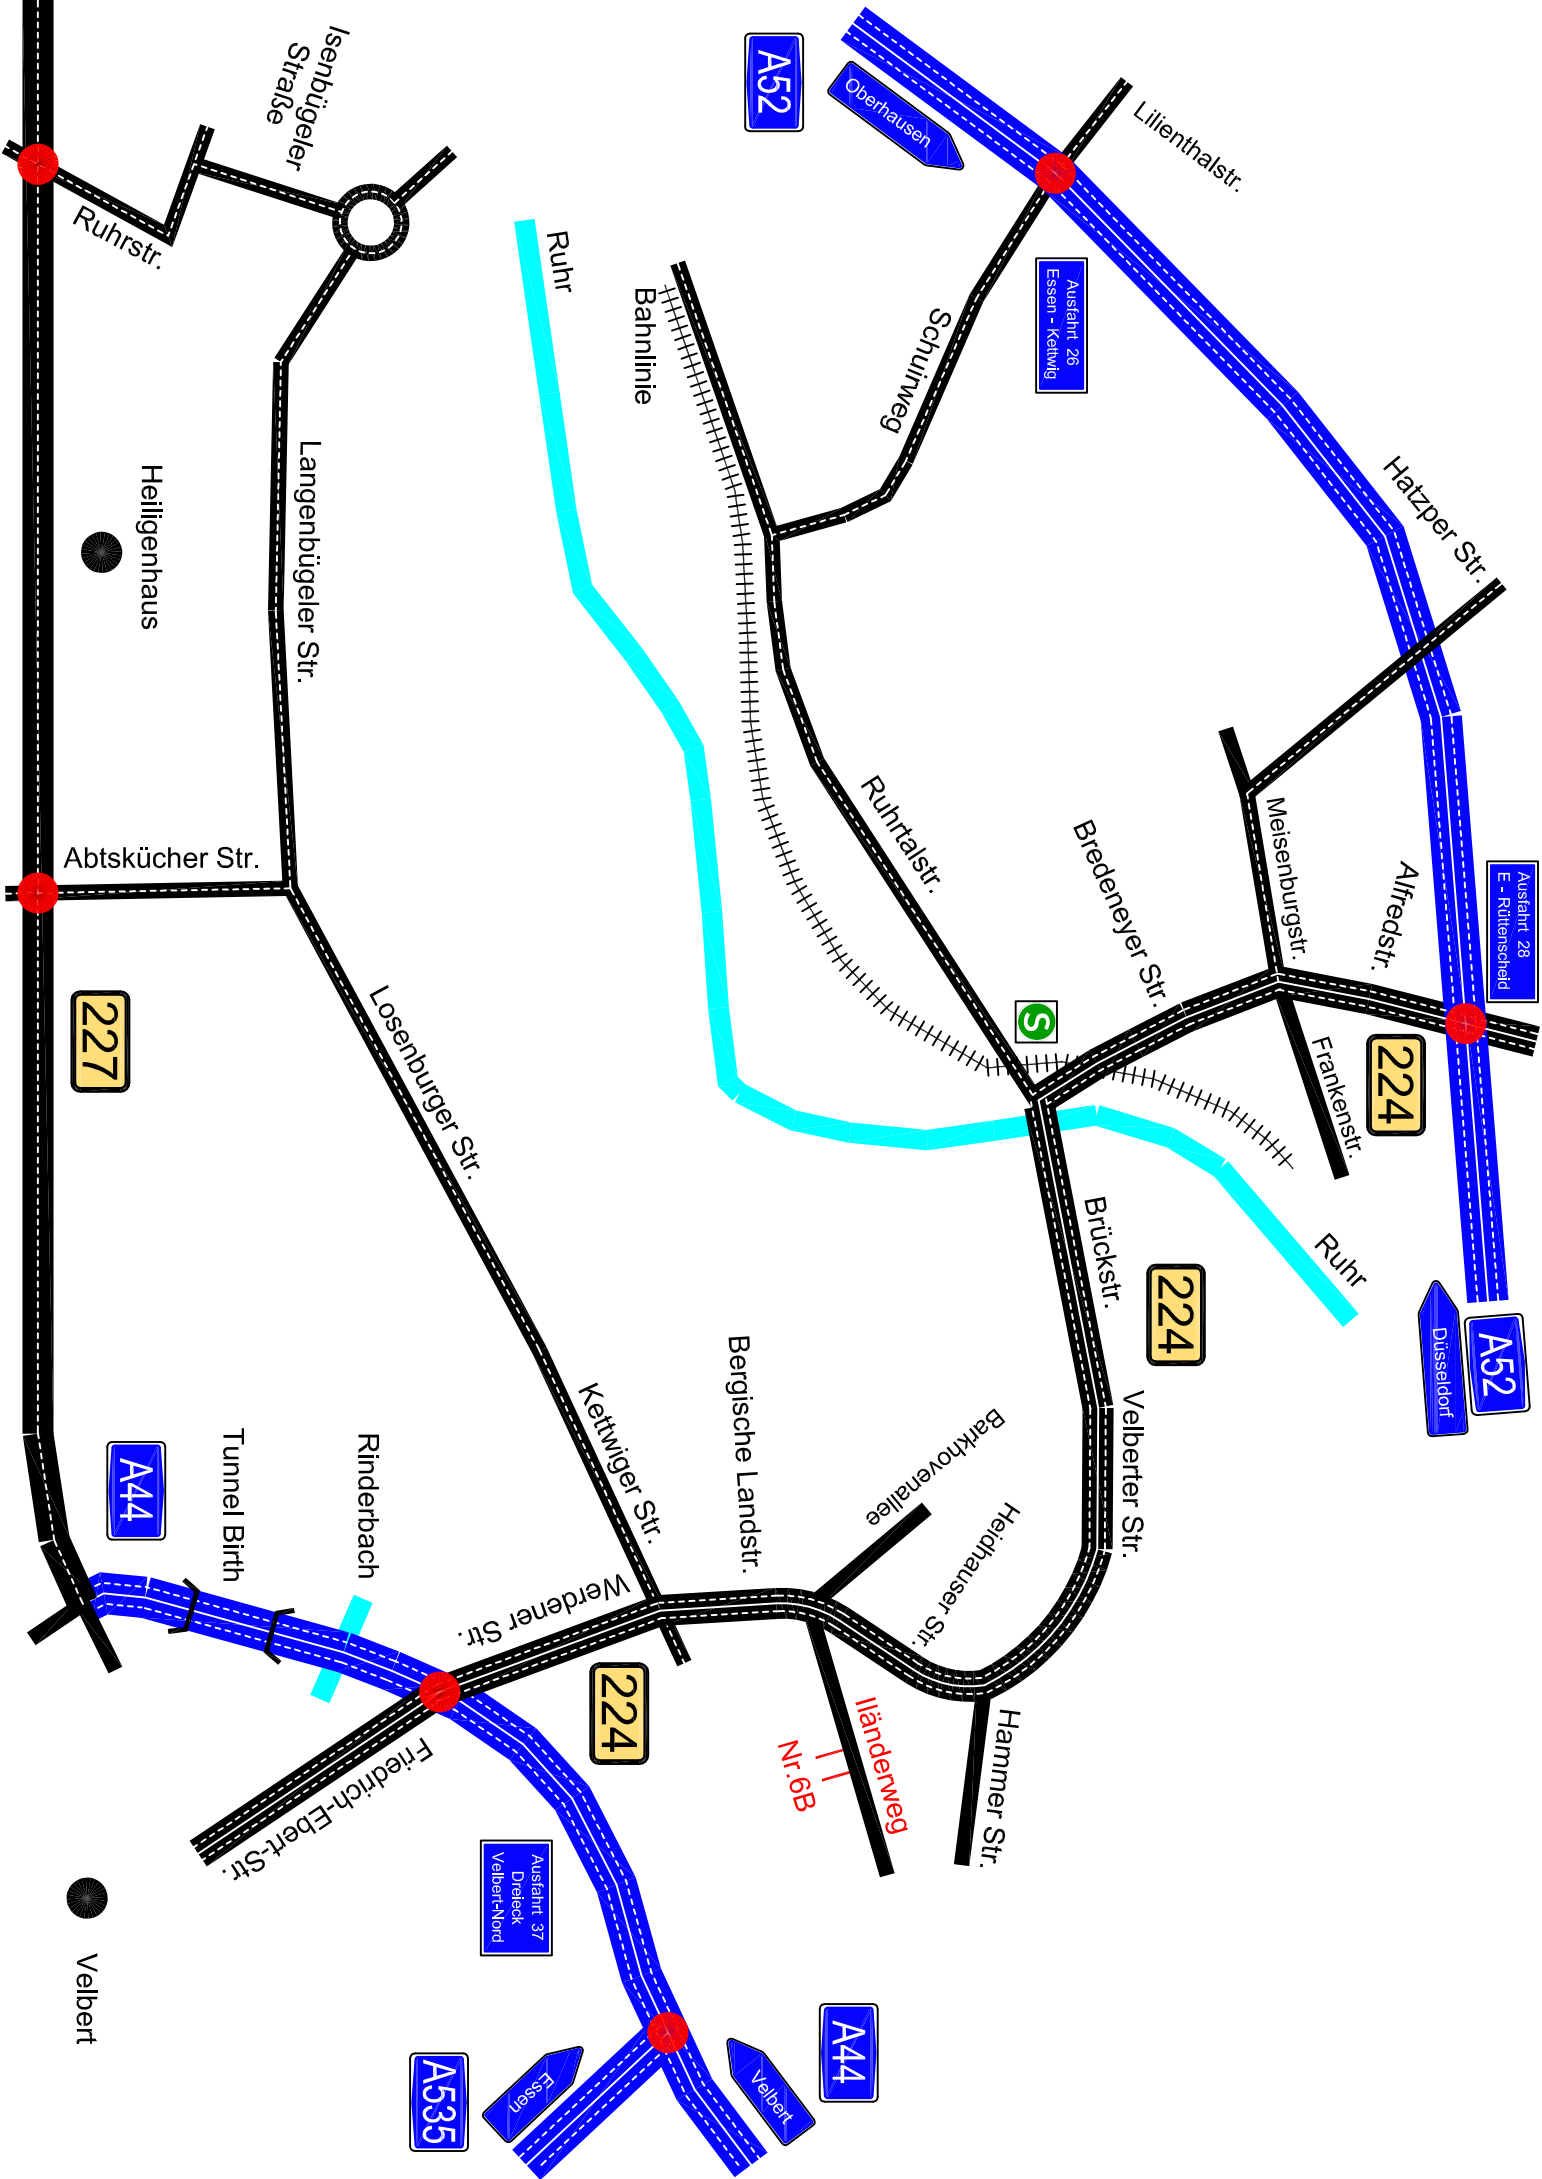 A52
Oberhausen
Lilienthalstr.
Ausfahrt 26
Essen - Kettwig
Schuirweg
Hatzper Str.
Isenbügeler
Straße
Ruhrstr.
Ruhr
Bahnlinie
Langenbügeler Str.
Heiligenhaus
Ruhrtalstr.
Bredeneyer Str.
Meisenburgstr.
Alfredstr.
Ausfahrt 28
E - Rüttenscheid
Abtskücher Str.
227
Losenburger Str.
S
Frankenstr.
224
Brückstr.
224
Ruhr
Düsseldorf
A52
Velberter Str.
Bergische Landstr.
Barkhovenallee
Heidhauser Str.
Kettwiger Str.
Rinderbach
Tunnel Birth
A44
Werdener Str.
224
Iländerweg
Nr.6B
Hammer Str.
Friedrich-Ebert-Str.
Ausfahrt 37
Dreieck
Velbert-Nord
Velbert
A44
Velbert
Essen
A535